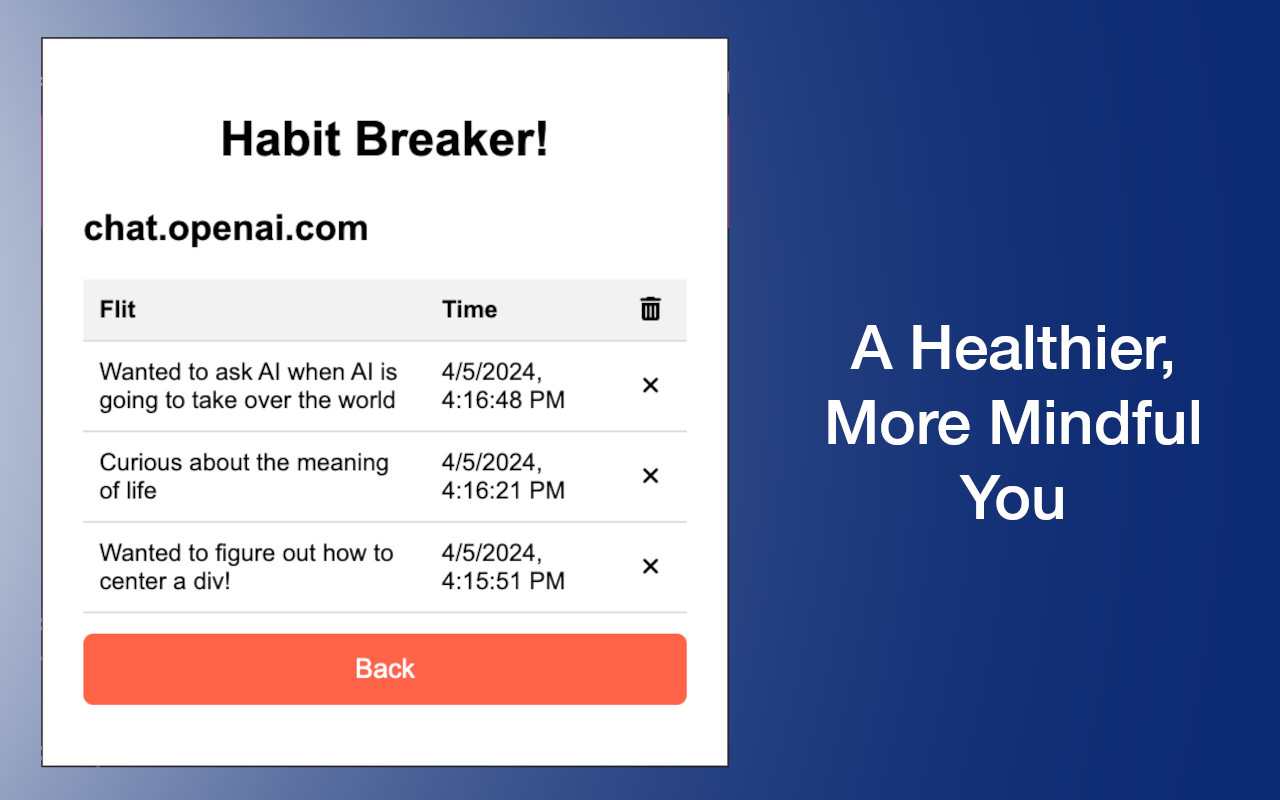 Habit Breaker!
chat.openai.com
Flit Time
Wanted to ask AI when AI is
going to take over the world
4/5/2024,
4:16:48 PM
Curious about the meaning
of life
4/5/2024,
4:16:21 PM
Wanted to figure out how to
center a div!
4/5/2024,
4:15:51 PM
Back
A Healthier,
More Mindful
You